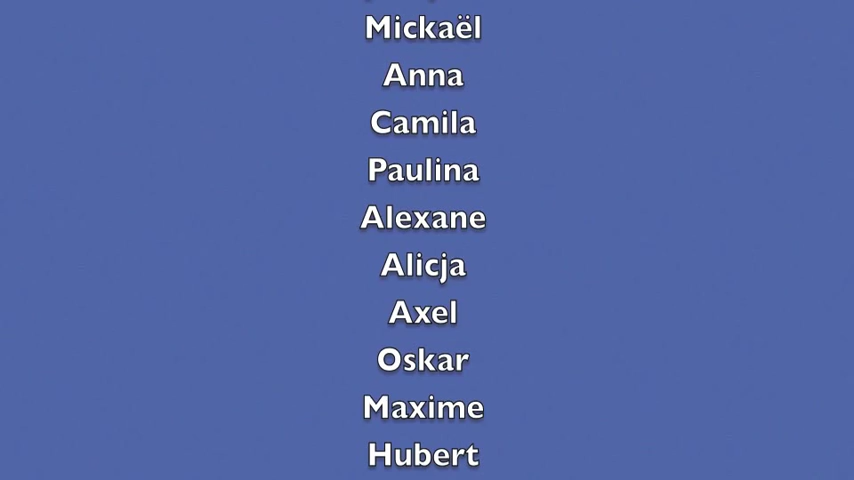 Mickaël
Anna
Camila
Paulina
Alexane
Alicja
Axel
Oskar
Maxime
Hubert